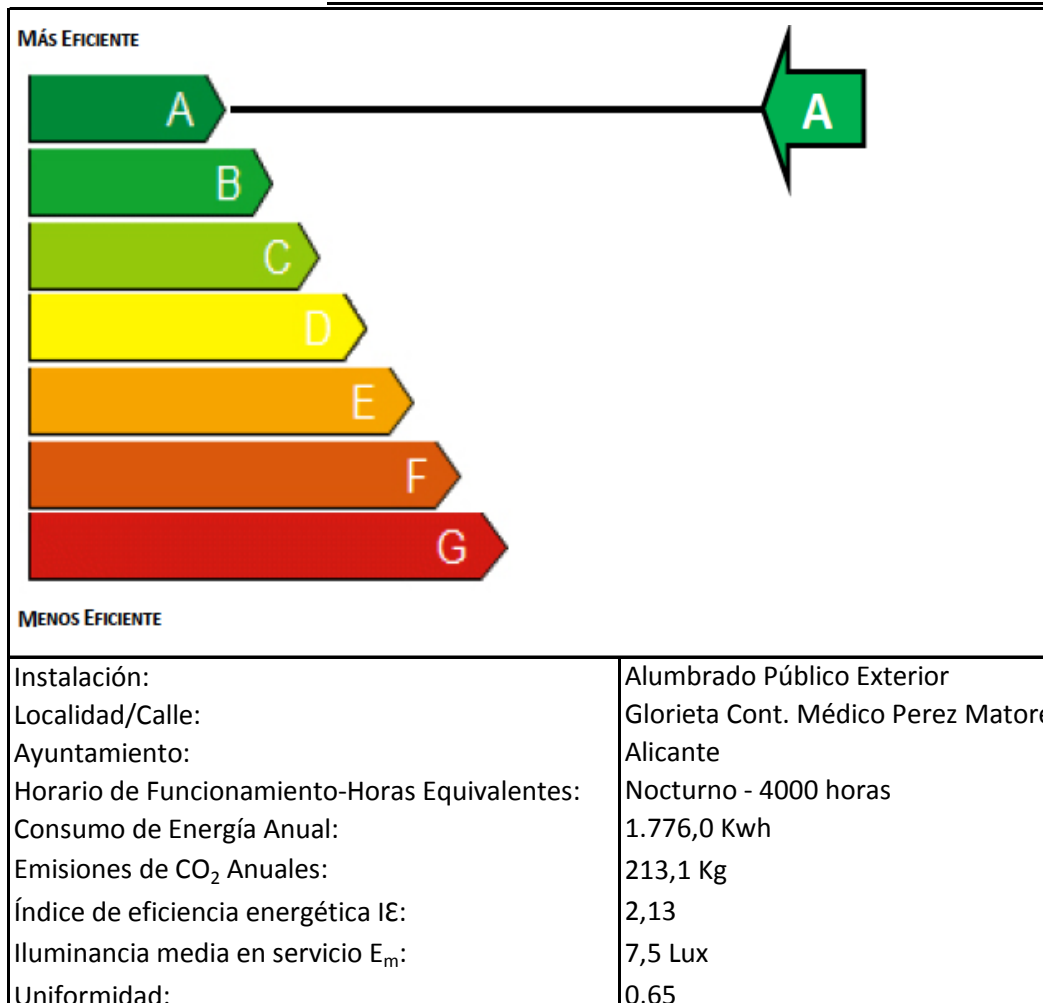 MÁS EFICIENTE
A
A
B
C
D
E
F
G
MENOS EFICIENTE
Instalación: Alumbrado Público Exterior
Localidad/Calle: Glorieta Cont. Médico Perez Matore
Ayuntamiento: Alicante
Horario de Funcionamiento-Horas Equivalentes: Nocturno - 4000 horas
Consumo de Energía Anual: 1.776,0 Kwh
Emisiones de CO₂ Anuales: 213,1 Kg
Índice de eficiencia energética IƐ: 2,13
Iluminancia media en servicio Eₘ: 7,5 Lux
Uniformidad: 0,65